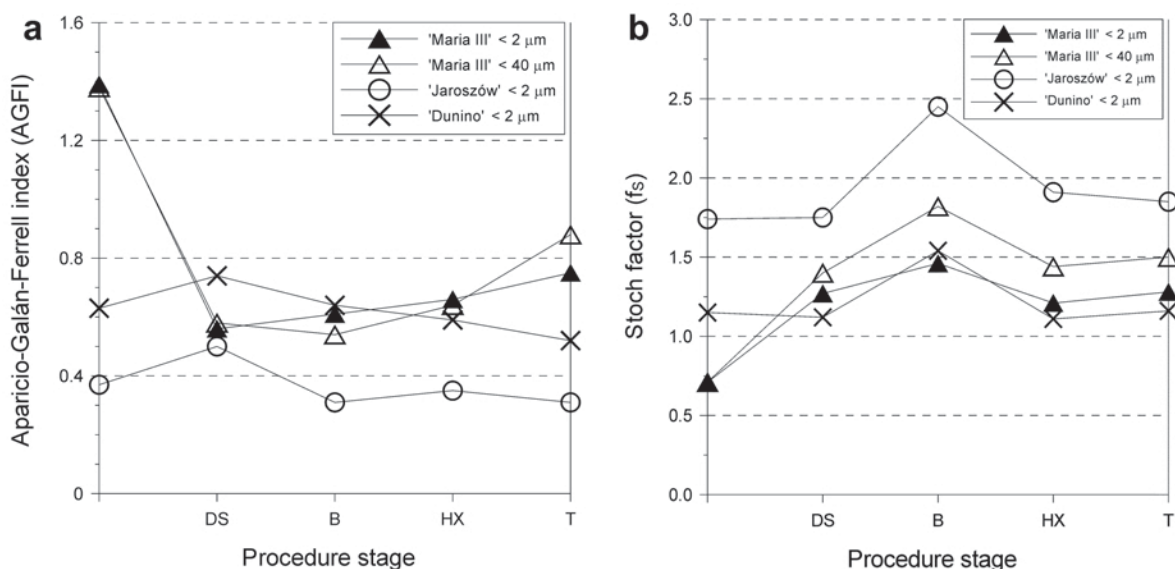 a
Aparicio-Galán-Ferrell index (AGFI)
1.6
1.2
0.8
0.4
0
'Maria III' < 2 μm
'Maria III' < 40 μm
'Jaroszów' < 2 μm
'Dunino' < 2 μm
DS B HX T
Procedure stage
b
Stoch factor (fS)
3.0
2.5
2.0
1.5
1.0
0.5
0.0
'Maria III' < 2 μm
'Maria III' < 40 μm
'Jaroszów' < 2 μm
'Dunino' < 2 μm
DS B HX T
Procedure stage